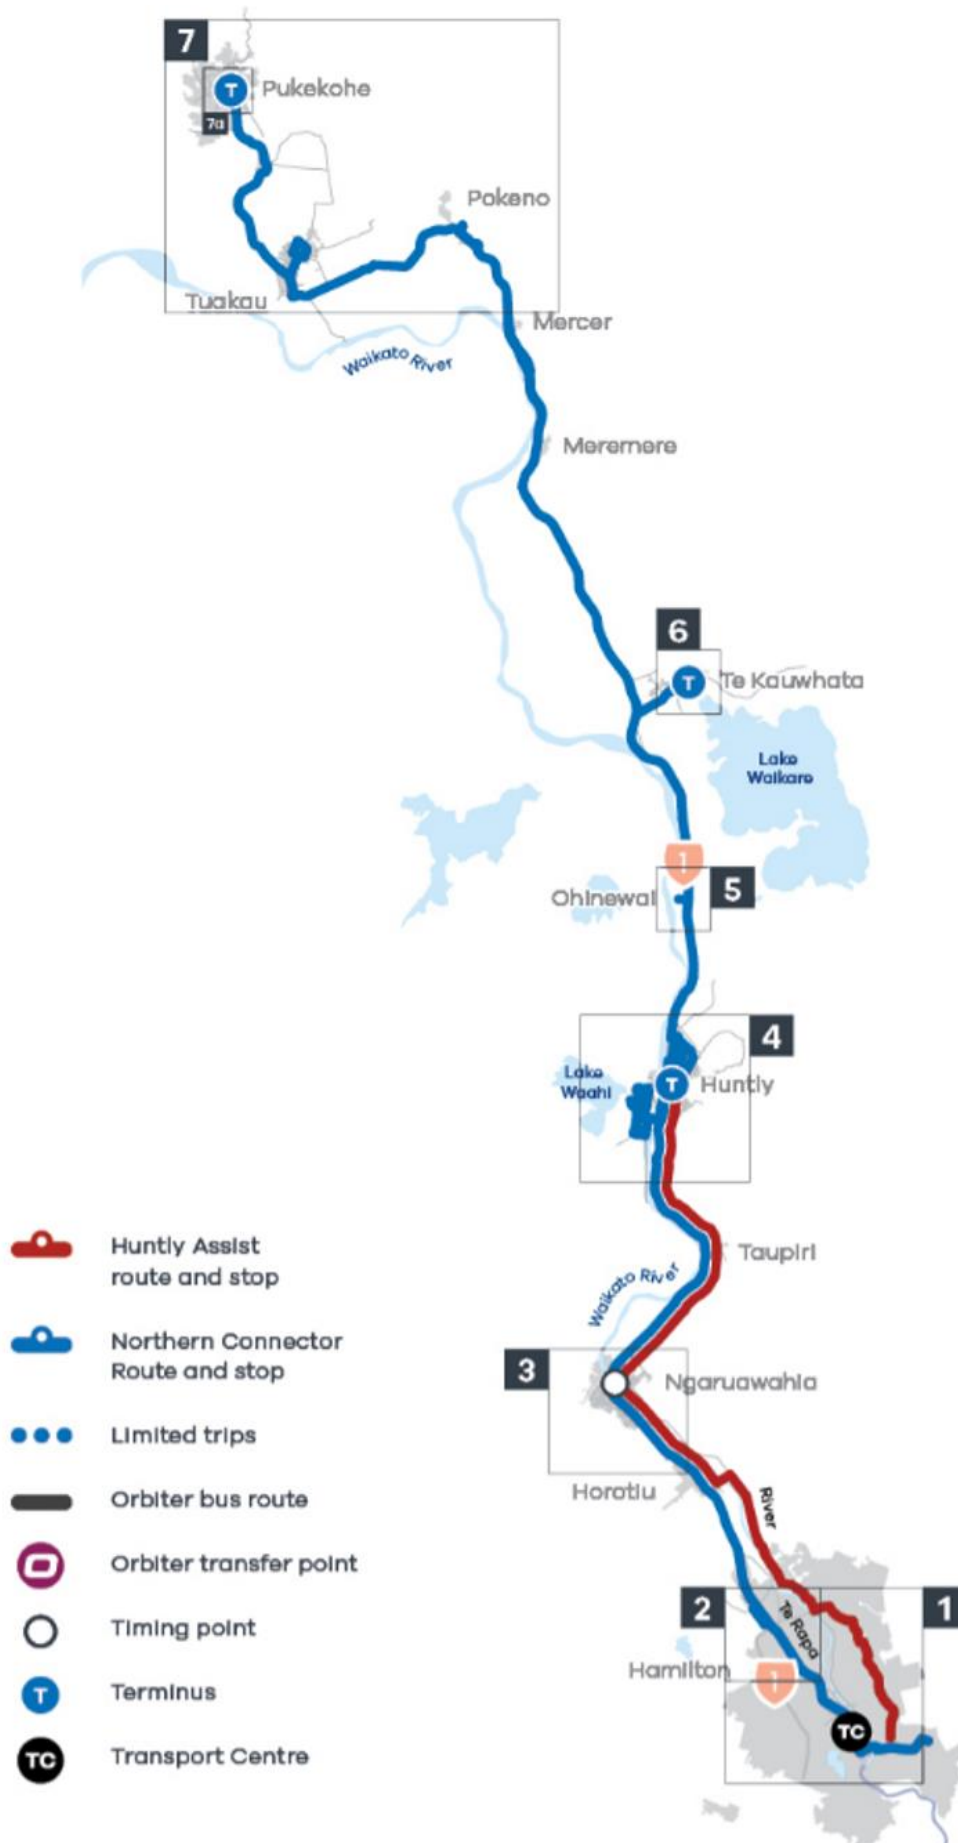 7
T
Pukekohe
7a
Pokeno
Tuakau
Mercer
Waikato River
Meremere
6
T
Te Kauwhata
Lake
Waikare
1
5
Ohinewai
4
Lake
Waahi
T
Huntly
Huntly Assist
route and stop
Taupiri
Waikato River
Northern Connector
Route and stop
3
Ngaruawahia
Limited trips
Horotiu
Orbiter bus route
River
Orbiter transfer point
2
1
Timing point
Te Rapa
Hamilton
1
T
Terminus
TC
TC
Transport Centre